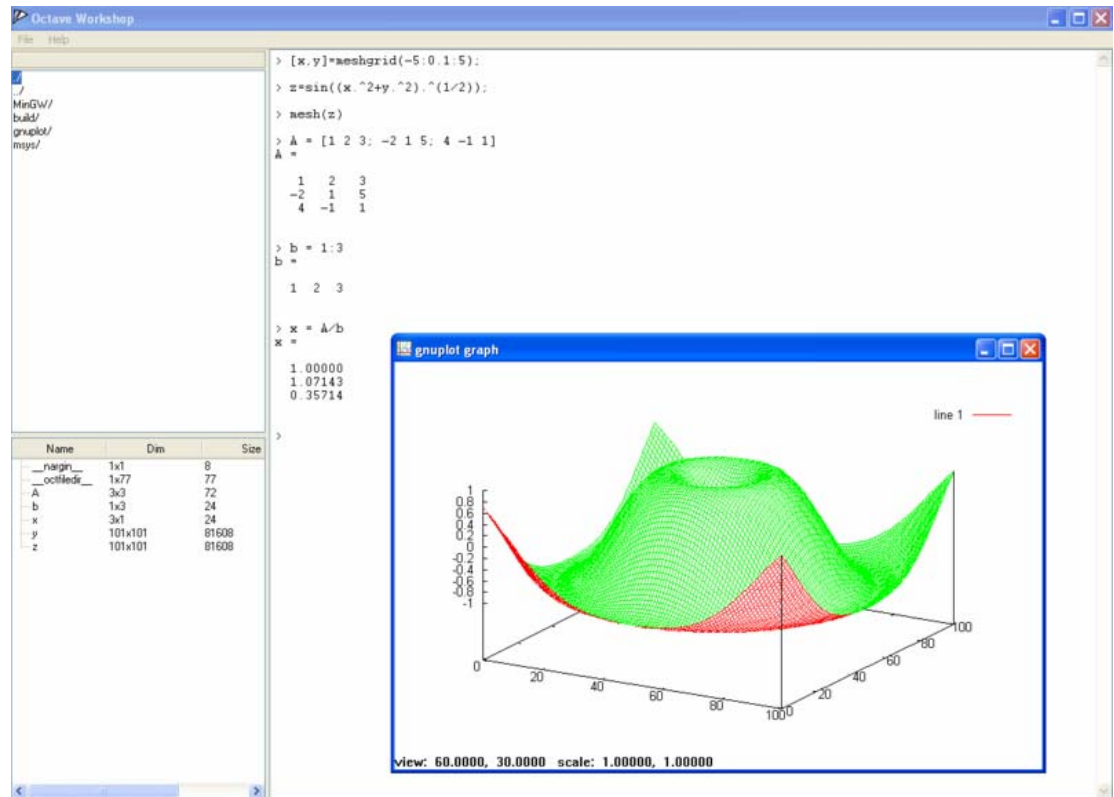 Octave Workshop
File Help
./
../
MinGW/
build/
gnuplot/
msys/
> [x,y]=meshgrid(-5:0.1:5);
> z=sin((x.^2+y.^2).^(1/2));
> mesh(z)
> A = [1 2 3; -2 1 5; 4 -1 1]
A =
1 2 3
-2 1 5
4 -1 1
> b = 1:3
b =
1 2 3
> x = A/b
x =
1.00000
1.07143
0.35714
>
Name Dim Size
__nargin__ 1x1 8
__octfiledir__ 1x77 77
A 3x3 72
b 1x3 24
x 3x1 24
y 101x101 81608
z 101x101 81608
gnuplot graph
line 1
1
0.8
0.6
0.4
0.2
0
-0.2
-0.4
-0.6
-0.8
-1
0 20 40 60 80 100
0 20 40 60 80 100
view: 60.0000, 30.0000 scale: 1.00000, 1.00000